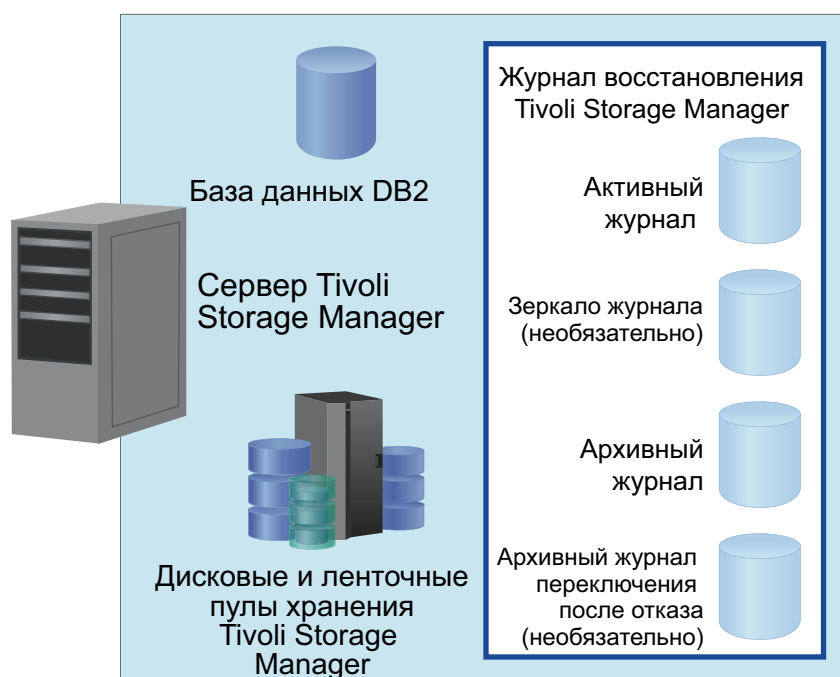 База данных DB2
Сервер Tivoli
Storage Manager
Дисковые и ленточные
пулы хранения
Tivoli Storage
Manager
Журнал восстановления
Tivoli Storage Manager
Активный
журнал
Зеркало журнала
(необязательно)
Архивный
журнал
Архивный журнал
переключения
после отказа
(необязательно)